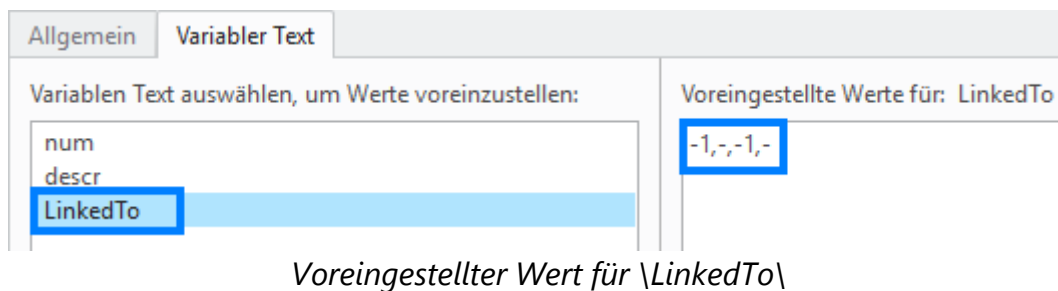 Allgemein Variabler Text
Variablen Text auswählen, um Werte voreinzustellen: Voreingestellte Werte für: LinkedTo
num -1,-,-1,-
descr
LinkedTo
Voreingestellter Wert für \LinkedTo\